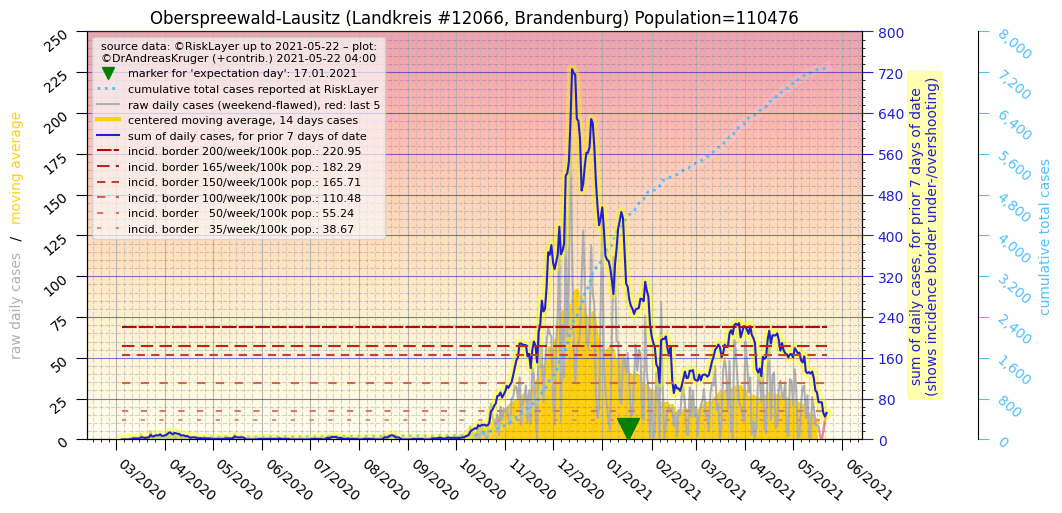 Oberspreewald-Lausitz (Landkreis #12066, Brandenburg) Population=110476
source data: ©RiskLayer up to 2021-05-22 – plot:
©DrAndreasKruger (+contrib.) 2021-05-22 04:00
marker for 'expectation day': 17.01.2021
cumulative total cases reported at RiskLayer
raw daily cases (weekend-flawed), red: last 5
centered moving average, 14 days cases
sum of daily cases, for prior 7 days of date
incid. border 200/week/100k pop.: 220.95
incid. border 165/week/100k pop.: 182.29
incid. border 150/week/100k pop.: 165.71
incid. border 100/week/100k pop.: 110.48
incid. border 50/week/100k pop.: 55.24
incid. border 35/week/100k pop.: 38.67
raw daily cases / moving average
250
225
200
175
150
125
100
75
50
25
0
03/2020
04/2020
05/2020
06/2020
07/2020
08/2020
09/2020
10/2020
11/2020
12/2020
01/2021
02/2021
03/2021
04/2021
05/2021
06/2021
800
720
640
560
480
400
320
240
160
80
0
sum of daily cases, for prior 7 days of date
(shows incidence border under-/overshooting)
8,000
7,200
6,400
5,600
4,800
4,000
3,200
2,400
1,600
800
0
cumulative total cases